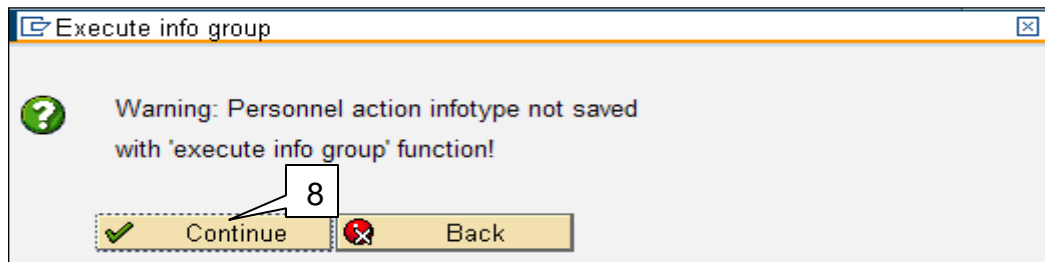 Execute info group
Warning: Personnel action infotype not saved
with 'execute info group' function!
8
Continue Back